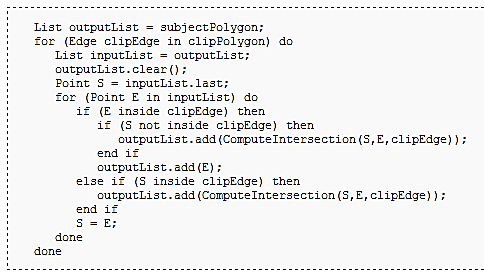 List outputList = subjectPolygon;
for (Edge clipEdge in clipPolygon) do
List inputList = outputList;
outputList.clear();
Point S = inputList.last;
for (Point E in inputList) do
if (E inside clipEdge) then
if (S not inside clipEdge) then
outputList.add(ComputeIntersection(S,E,clipEdge));
end if
outputList.add(E);
else if (S inside clipEdge) then
outputList.add(ComputeIntersection(S,E,clipEdge));
end if
S = E;
done
done